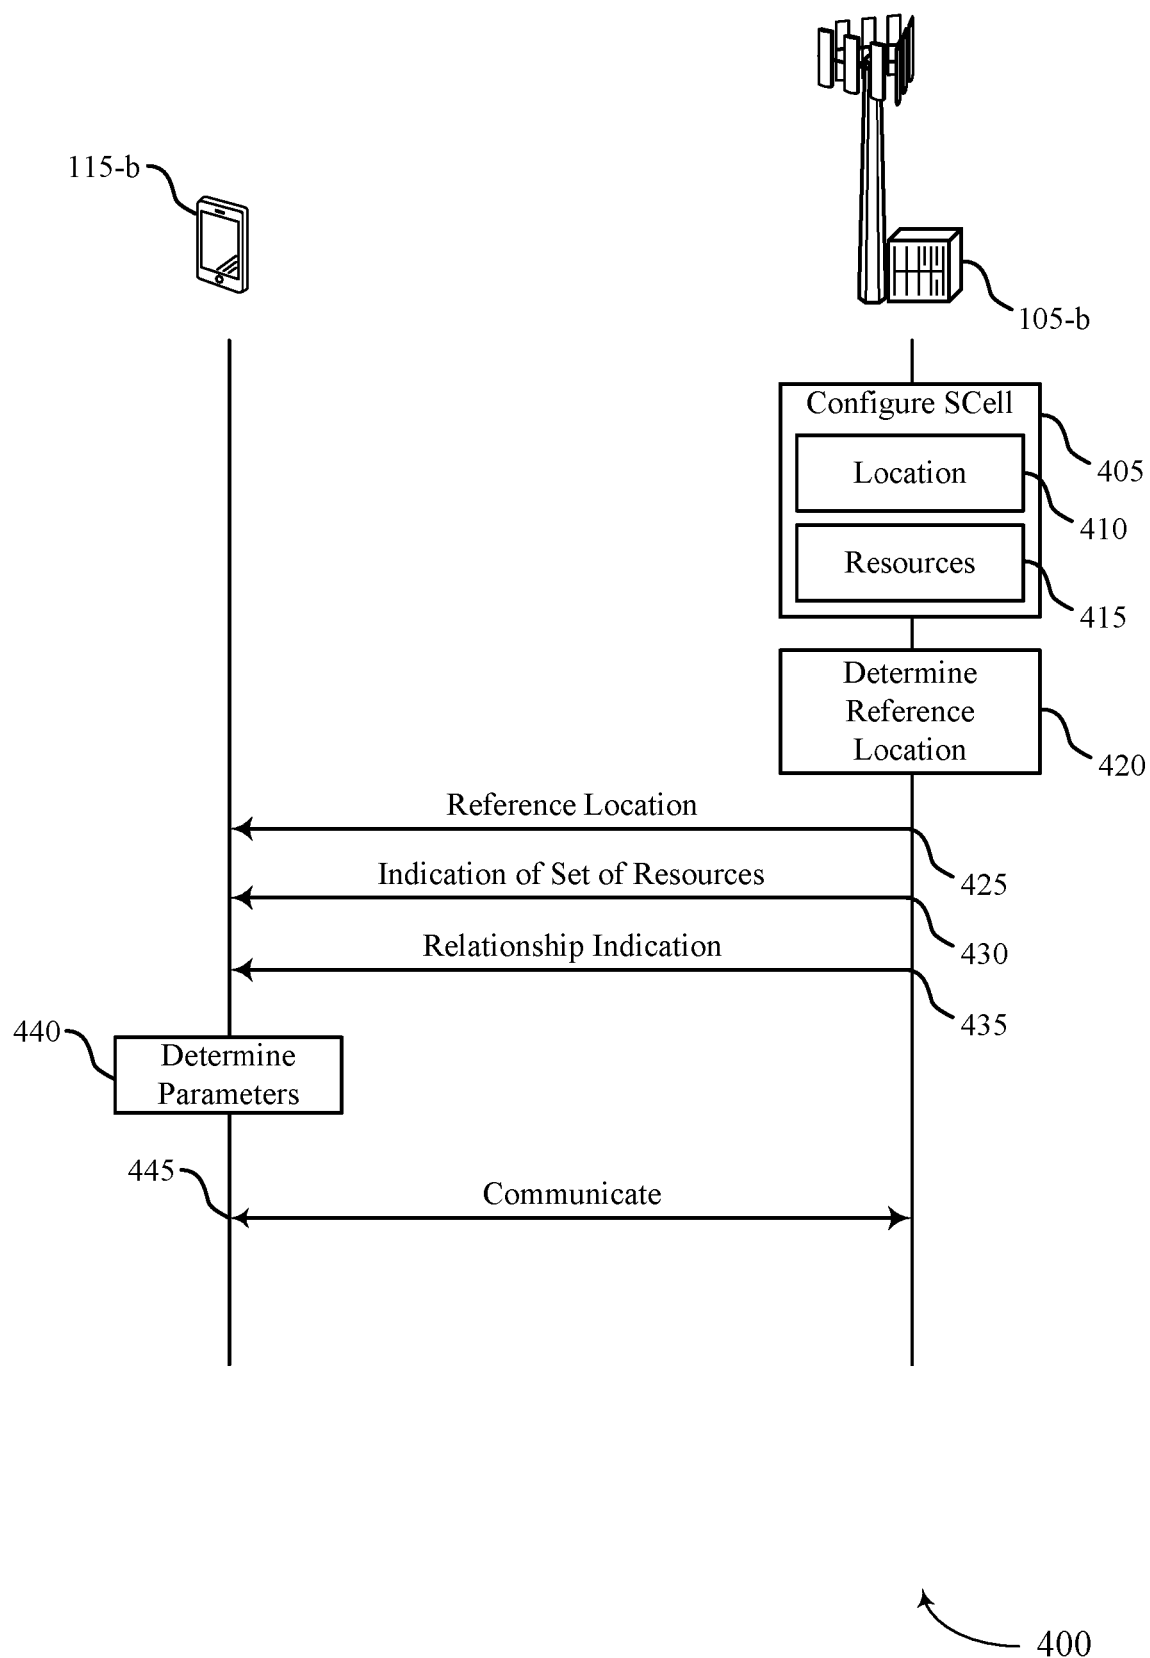 115-b
105-b
Configure SCell
405
Location
410
Resources
415
Determine
Reference
Location
420
Reference Location
425
Indication of Set of Resources
430
Relationship Indication
435
440
Determine
Parameters
445
Communicate
400